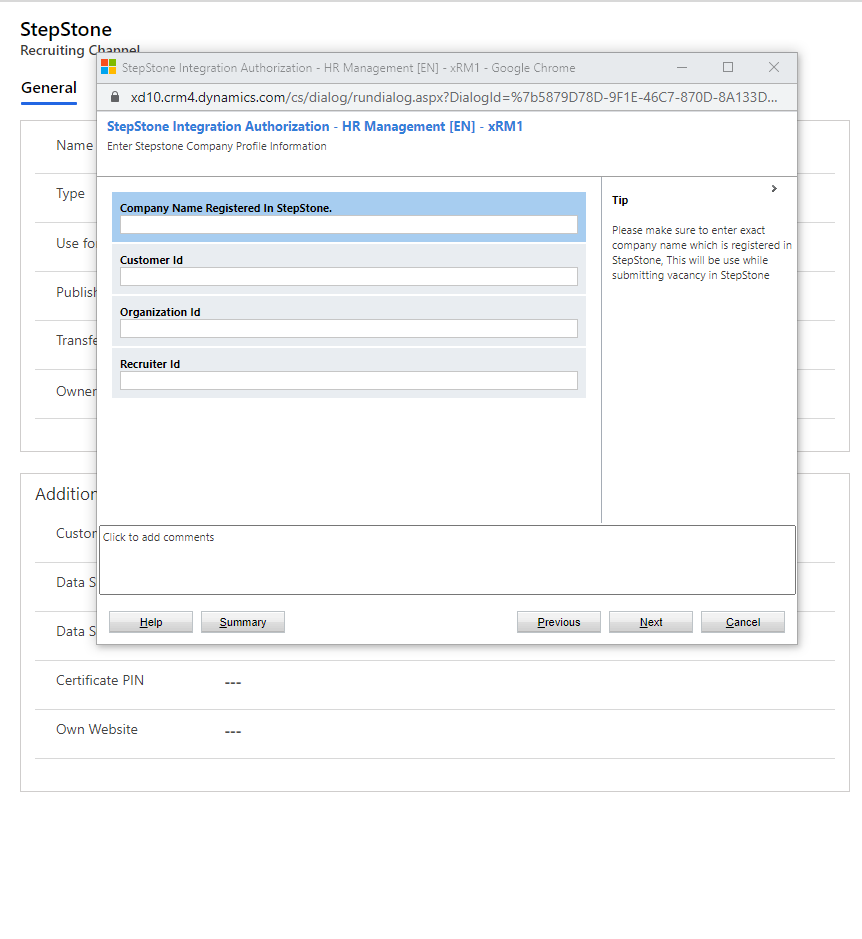 StepStone
Recruiting Channel
General
Name
Type
Use fo
Publish
Transfe
Owner
Addition
Custor
Data S
Data S
Certificate PIN ---
Own Website ---
StepStone Integration Authorization - HR Management [EN] - xRM1 - Google Chrome
xd10.crm4.dynamics.com/cs/dialog/rundialog.aspx?DialogId=%7b5879D78D-9F1E-46C7-870D-8A133D...
StepStone Integration Authorization - HR Management [EN] - xRM1
Enter Stepstone Company Profile Information
Company Name Registered In StepStone.
Customer Id
Organization Id
Recruiter Id
Tip
Please make sure to enter exact
company name which is registered in
StepStone, This will be use while
submitting vacancy in StepStone
Click to add comments
Help
Summary
Previous
Next
Cancel